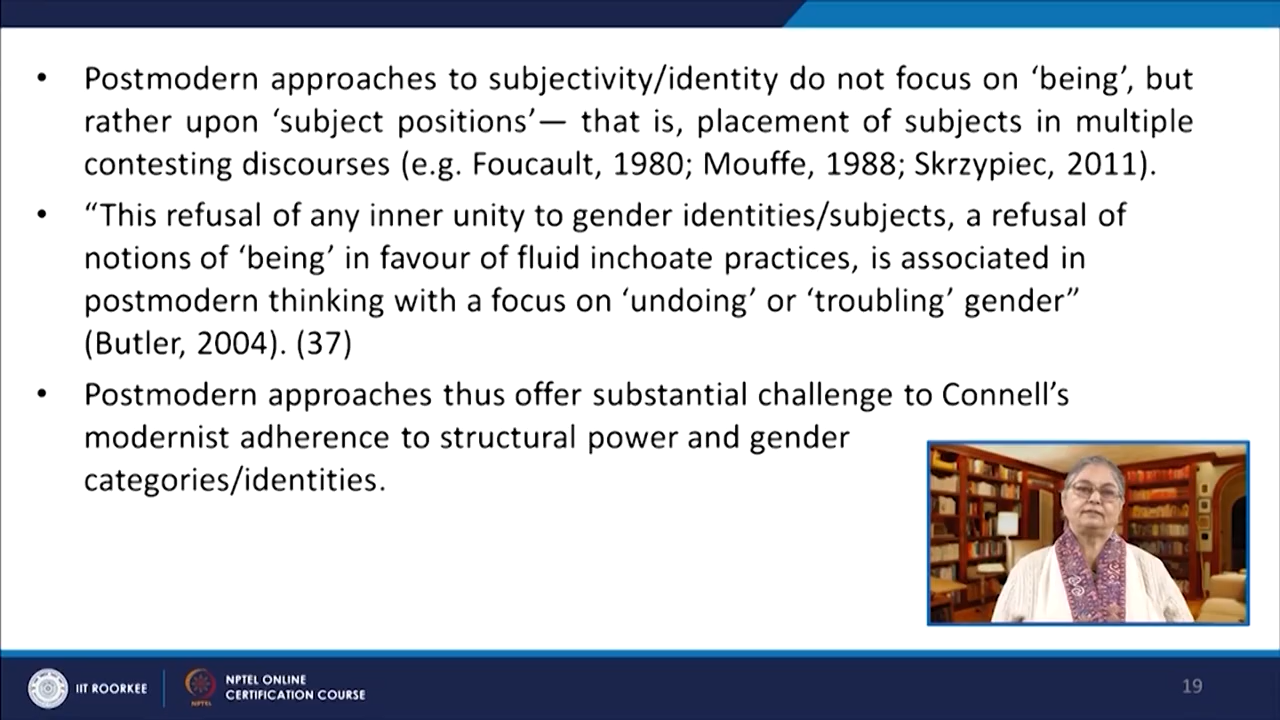 • Postmodern approaches to subjectivity/identity do not focus on ‘being’, but
rather upon ‘subject positions’— that is, placement of subjects in multiple
contesting discourses (e.g. Foucault, 1980; Mouffe, 1988; Skrzypiec, 2011).
• “This refusal of any inner unity to gender identities/subjects, a refusal of
notions of ‘being’ in favour of fluid inchoate practices, is associated in
postmodern thinking with a focus on ‘undoing’ or ‘troubling’ gender”
(Butler, 2004). (37)
• Postmodern approaches thus offer substantial challenge to Connell’s
modernist adherence to structural power and gender
categories/identities.
IIT ROORKEE
NPTEL
NPTEL ONLINE
CERTIFICATION COURSE
19